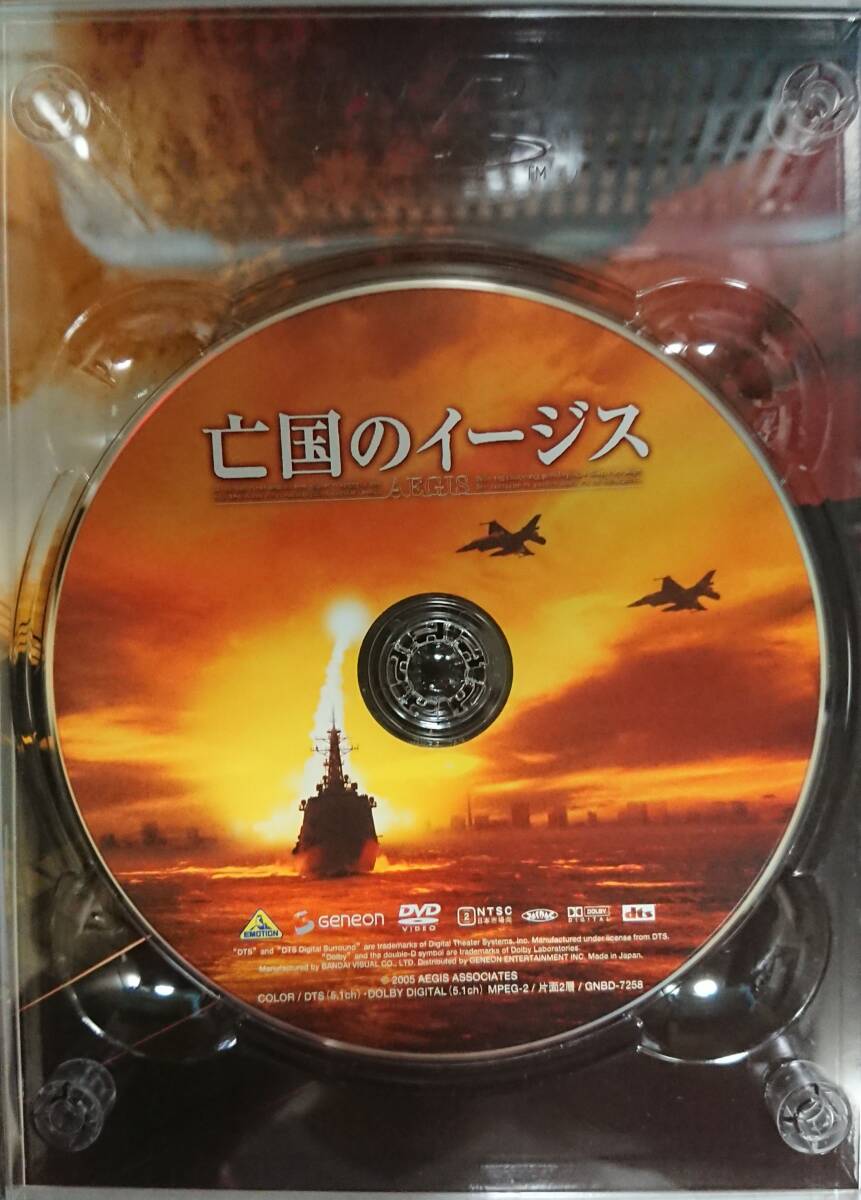 TM
亡国のイージス
AEGIS
EMOTION GENEON DVD VIDEO 2 NTSC 日本市場向 DOLBY DIGITAL dts
"DTS" and "DTS Digital Surround" are trademarks of Digital Theater Systems, Inc. Manufactured under license from DTS.
"Dolby" and the double-D symbol are trademarks of Dolby Laboratories.
Manufactured by BANDAI VISUAL CO., LTD. Distributed by GENEON ENTERTAINMENT INC. Made in Japan.
© 2005 AEGIS ASSOCIATES
COLOR / DTS (5.1ch)・DOLBY DIGITAL (5.1ch) MPEG-2 / 片面2層 / GNBD-7258